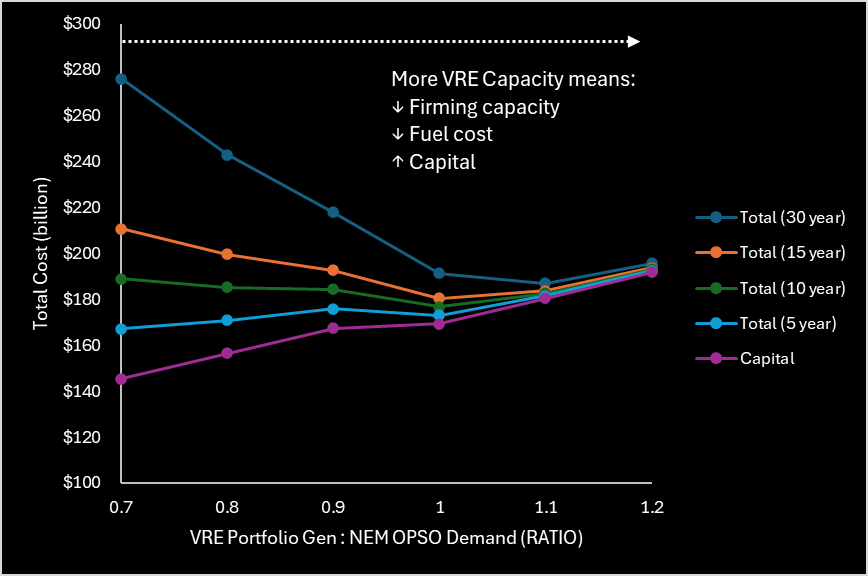 $300
$280
$260
$240
$220
$200
$180
$160
$140
$120
$100
Total Cost (billion)
More VRE Capacity means:
↓ Firming capacity
↓ Fuel cost
↑ Capital
Total (30 year)
Total (15 year)
Total (10 year)
Total (5 year)
Capital
0.7 0.8 0.9 1 1.1 1.2
VRE Portfolio Gen : NEM OPSO Demand (RATIO)